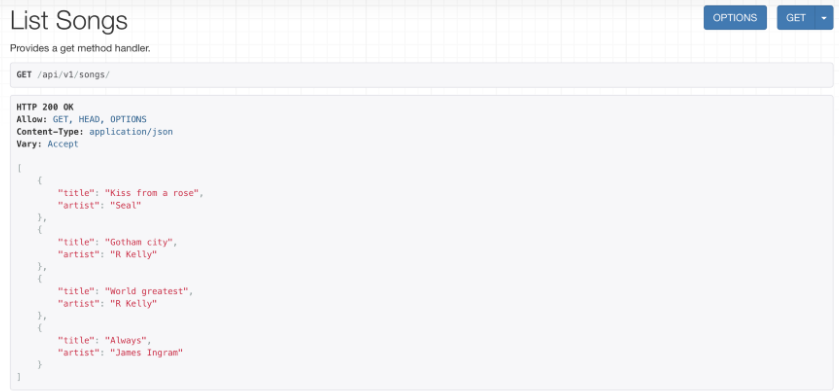 List Songs
OPTIONS
GET
Provides a get method handler.
GET /api/v1/songs/
HTTP 200 OK
Allow: GET, HEAD, OPTIONS
Content-Type: application/json
Vary: Accept
[
    {
        "title": "Kiss from a rose",
        "artist": "Seal"
    },
    {
        "title": "Gotham city",
        "artist": "R Kelly"
    },
    {
        "title": "World greatest",
        "artist": "R Kelly"
    },
    {
        "title": "Always",
        "artist": "James Ingram"
    }
]